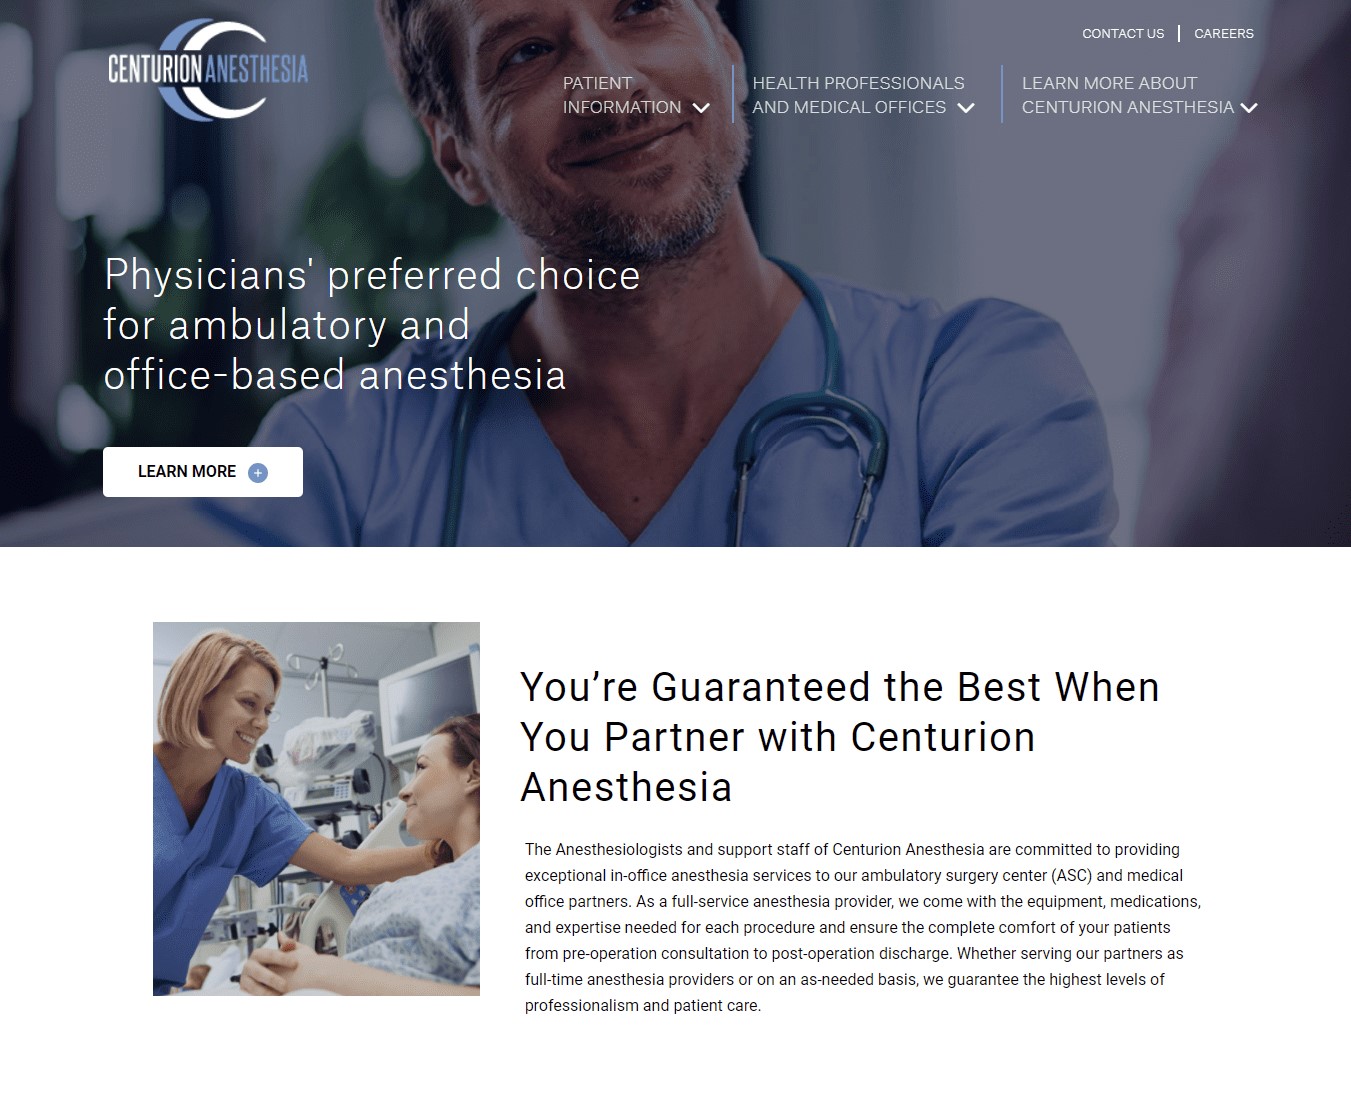 CENTURION ANESTHESIA
CONTACT US
CAREERS
PATIENT
INFORMATION
HEALTH PROFESSIONALS
AND MEDICAL OFFICES
LEARN MORE ABOUT
CENTURION ANESTHESIA
Physicians' preferred choice
for ambulatory and
office-based anesthesia
LEARN MORE
You’re Guaranteed the Best When
You Partner with Centurion
Anesthesia
The Anesthesiologists and support staff of Centurion Anesthesia are committed to providing
exceptional in-office anesthesia services to our ambulatory surgery center (ASC) and medical
office partners. As a full-service anesthesia provider, we come with the equipment, medications,
and expertise needed for each procedure and ensure the complete comfort of your patients
from pre-operation consultation to post-operation discharge. Whether serving our partners as
full-time anesthesia providers or on an as-needed basis, we guarantee the highest levels of
professionalism and patient care.